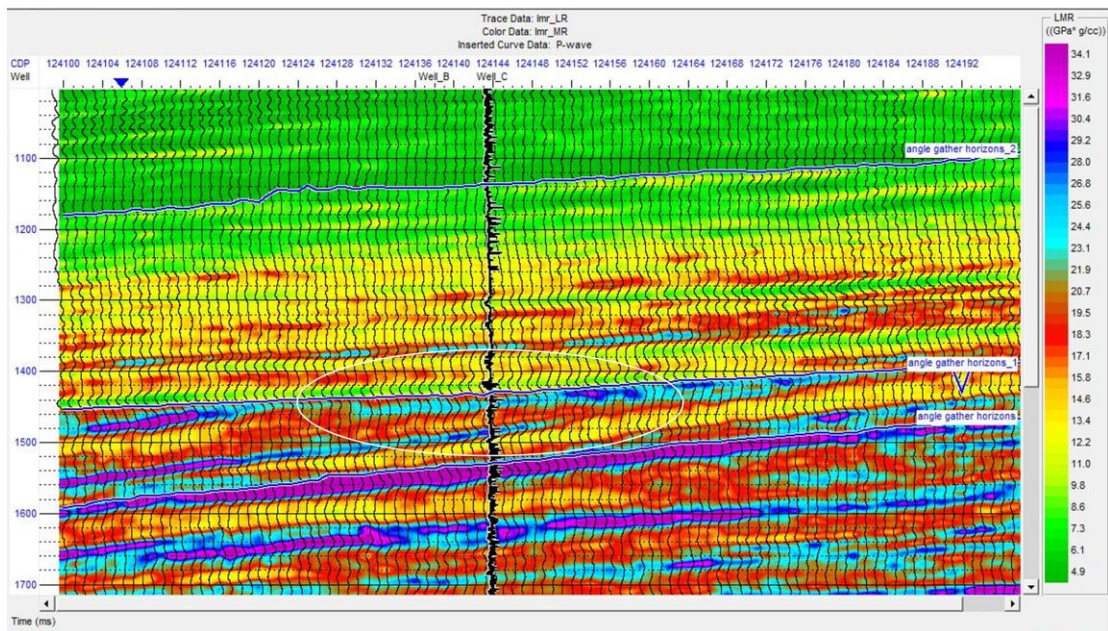 Trace Data: lmr_LR
Color Data: lmr_MR
Inserted Curve Data: P-wave
LMR
((GPa* g/cc)
CDP 124100 124104 124108 124112 124116 124120 124124 124128 124132 124136 124140 124144 124148 124152 124156 124160 124164 124168 124172 124176 124180 124184 124188 124192
Well Well_B Well_C
34.1
32.9
31.6
30.4
29.2
28.0
26.8
25.6
24.4
23.1
21.9
20.7
19.5
18.3
17.1
15.8
14.6
13.4
12.2
11.0
9.8
8.6
7.3
6.1
4.9
1100
1200
1300
1400
1500
1600
1700
angle gather horizons_2
angle gather horizons_1
angle gather horizons
Time (ms)